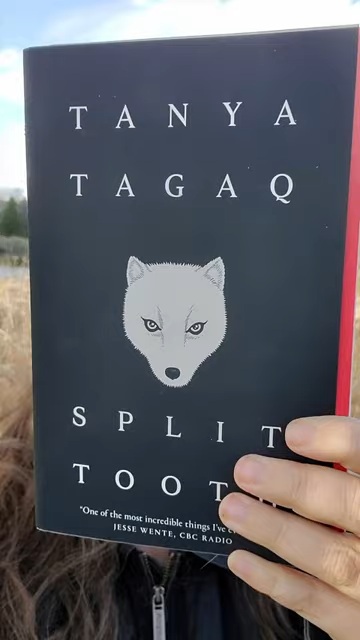 TANYA
TAGAQ
SPLIT
TOOT
"One of the most incredible things I've
JESSE WENTE, CBC RADIO